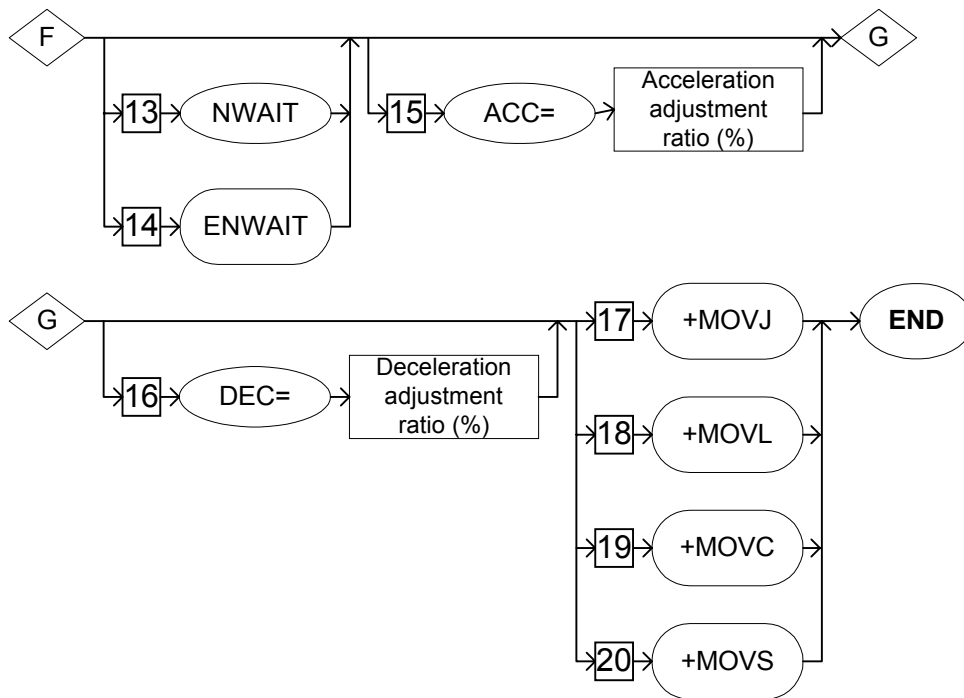 F
G
13
NWAIT
15
ACC=
Acceleration
adjustment
ratio (%)
14
ENWAIT
G
17
+MOVJ
END
16
DEC=
Deceleration
adjustment
ratio (%)
18
+MOVL
19
+MOVC
20
+MOVS